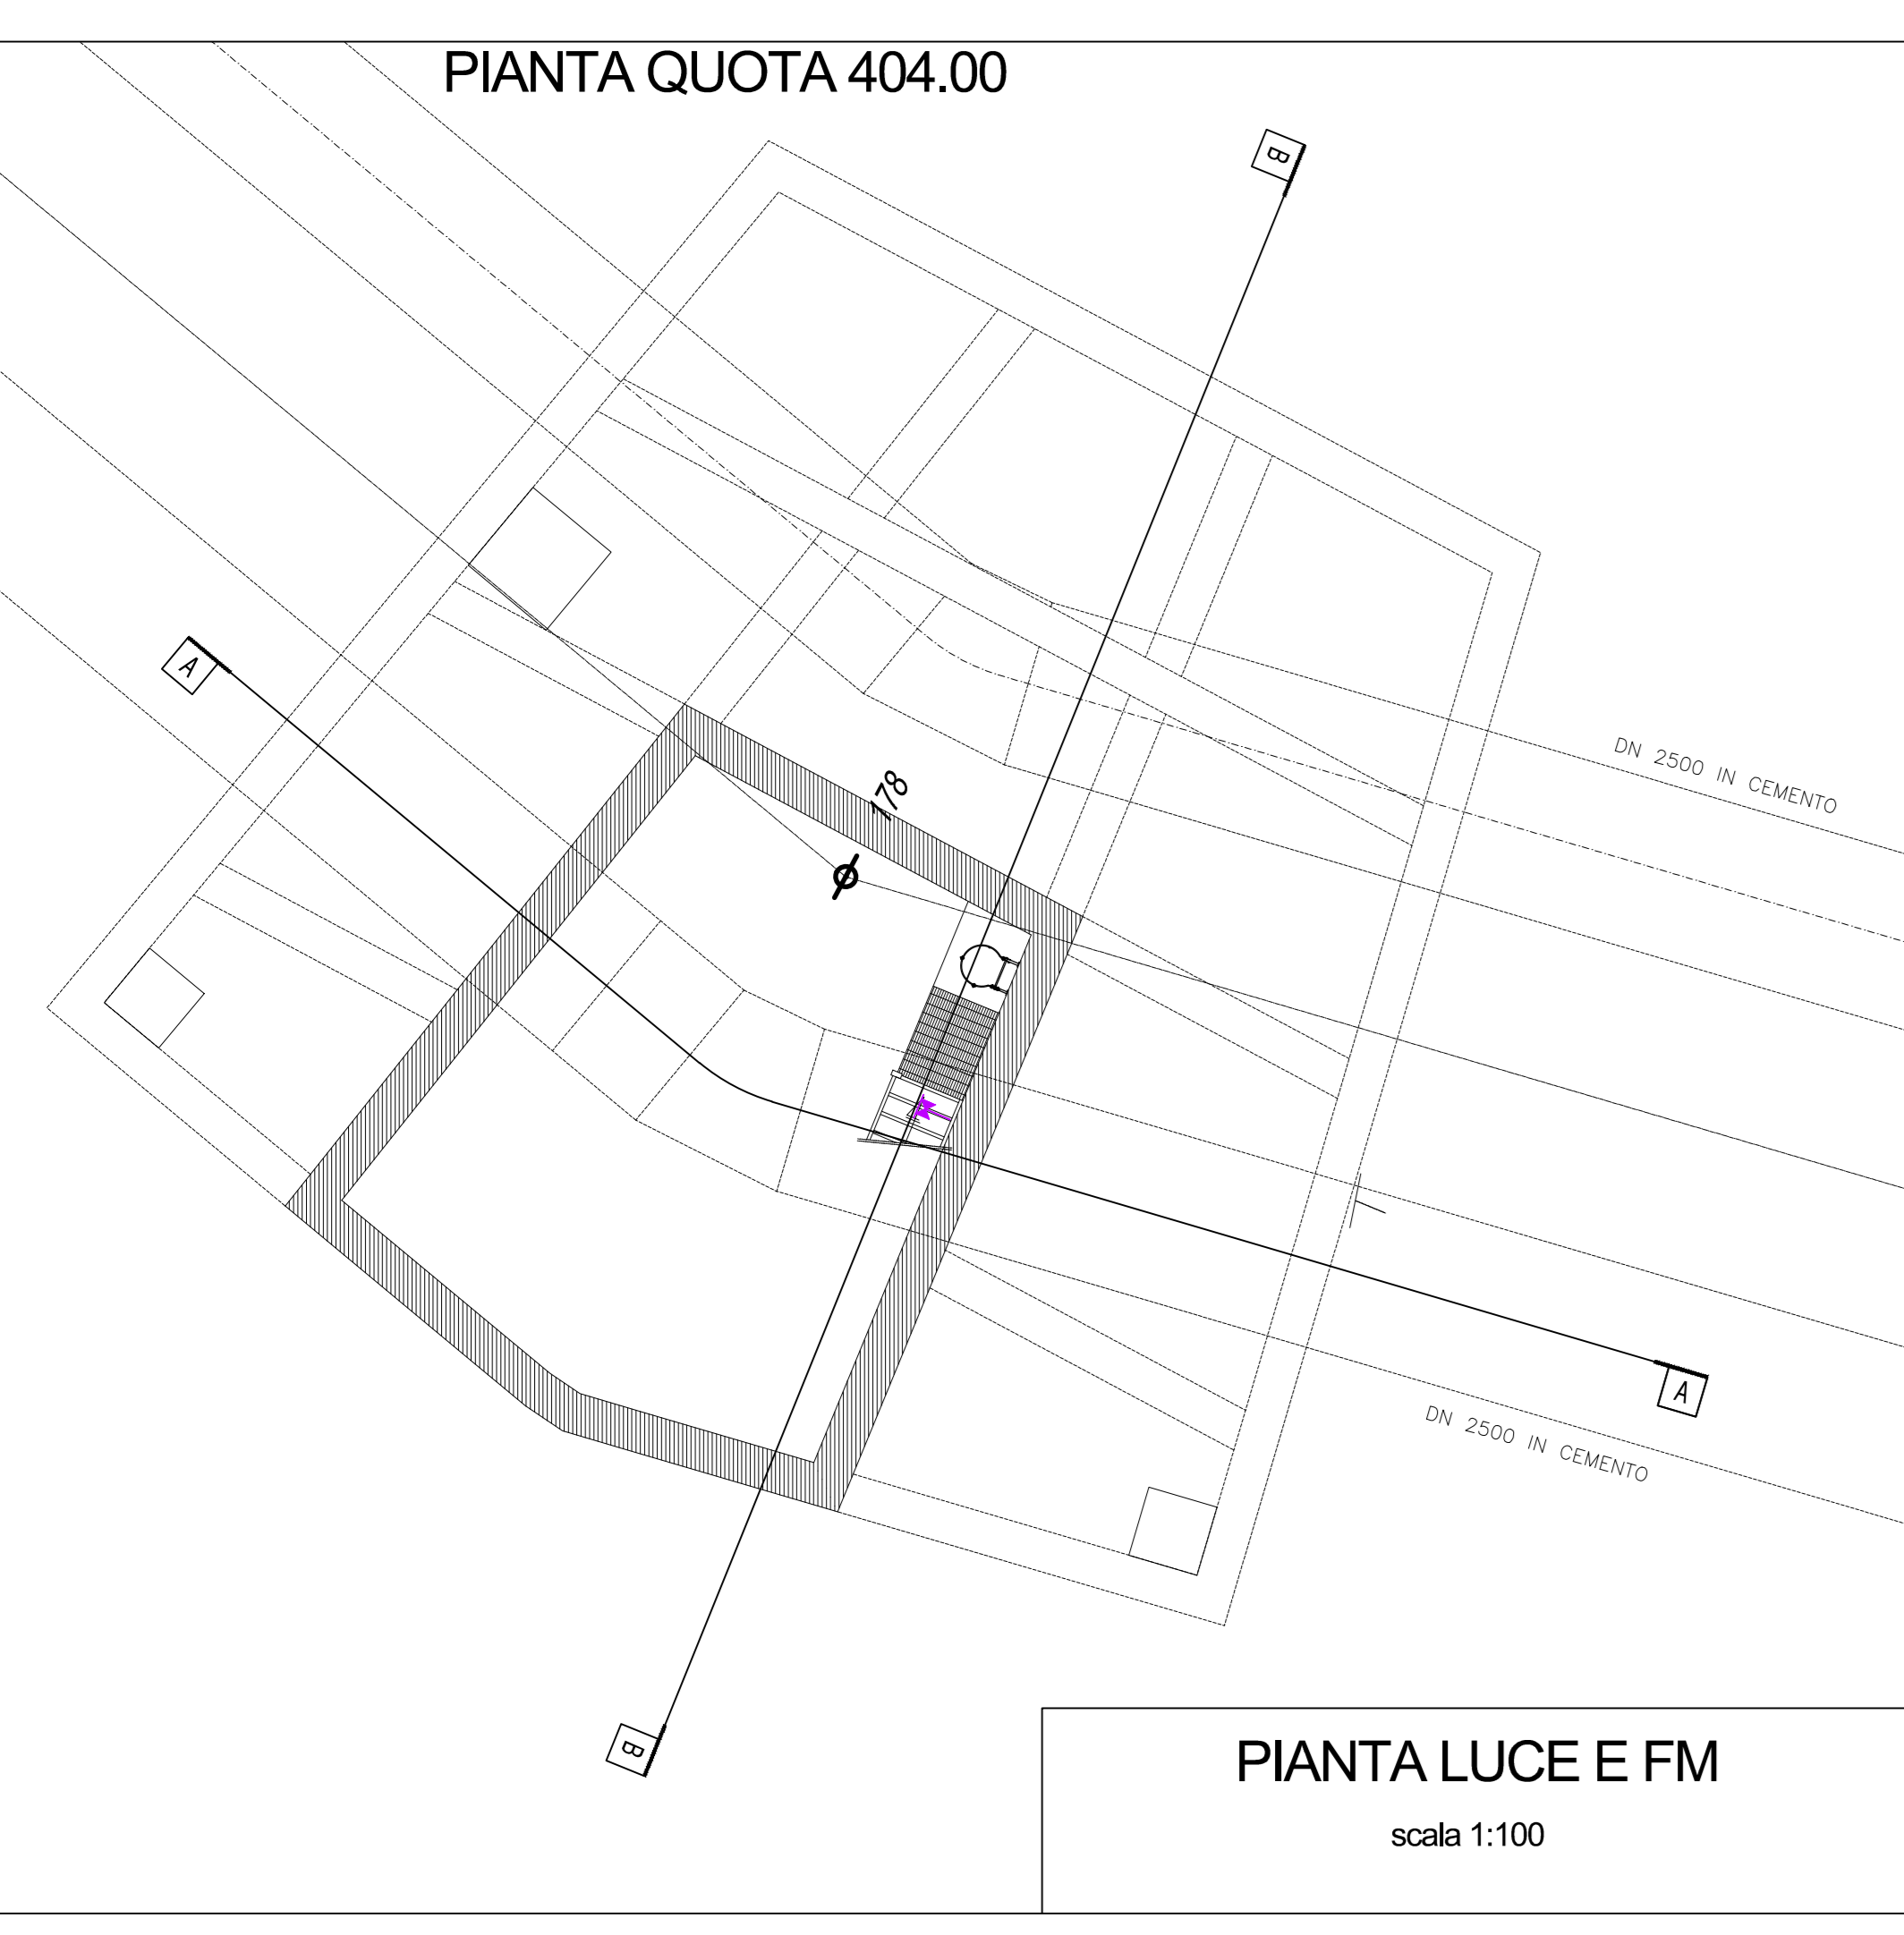 PIANTA QUOTA 404.00
B
A
178
DN 2500 IN CEMENTO
A
DN 2500 IN CEMENTO
B
PIANTA LUCE E FM
scala 1:100